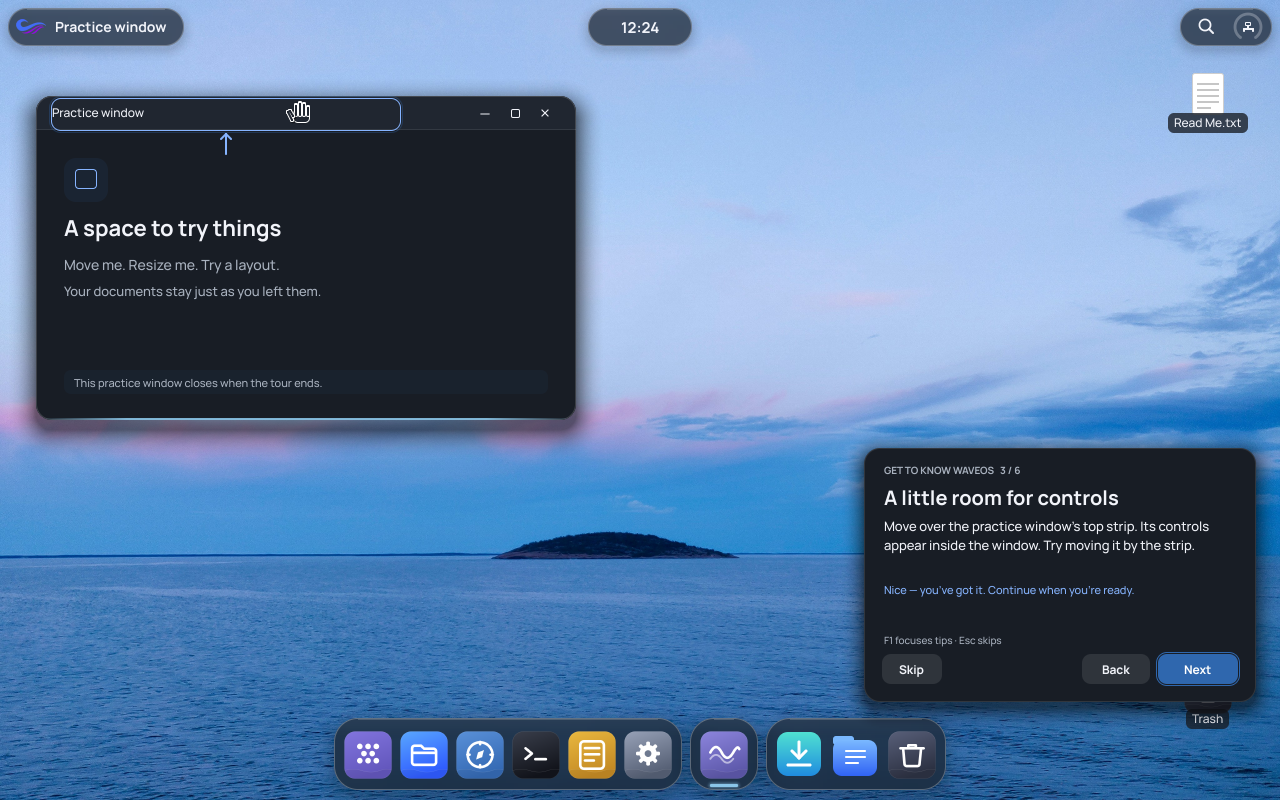 Practice window
12:24
Practice window
Read Me.txt
A space to try things
Move me. Resize me. Try a layout.
Your documents stay just as you left them.
This practice window closes when the tour ends.
GET TO KNOW WAVEOS 3 / 6
A little room for controls
Move over the practice window's top strip. Its controls
appear inside the window. Try moving it by the strip.
Nice — you've got it. Continue when you're ready.
F1 focuses tips · Esc skips
Skip
Back
Next
Trash